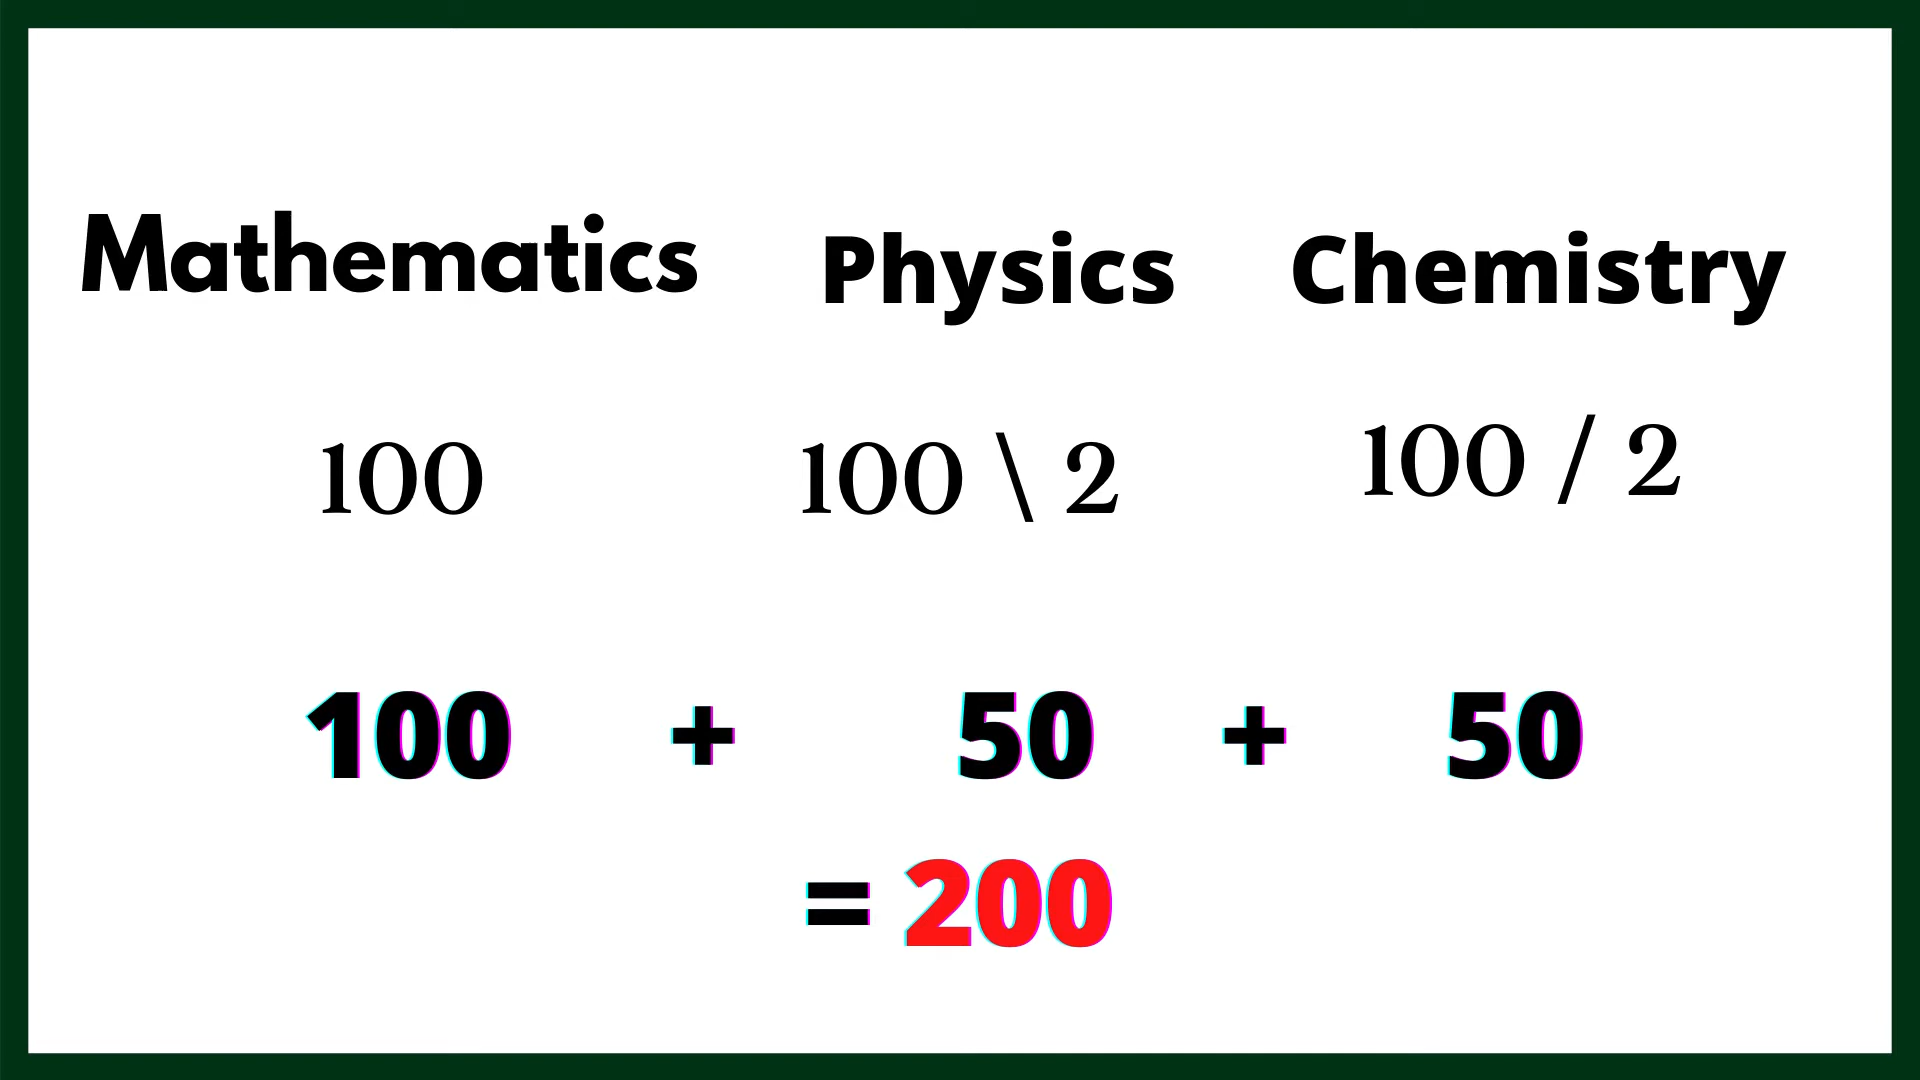 Mathematics Physics Chemistry
100 100 \ 2 100 / 2
100 + 50 + 50
= 200